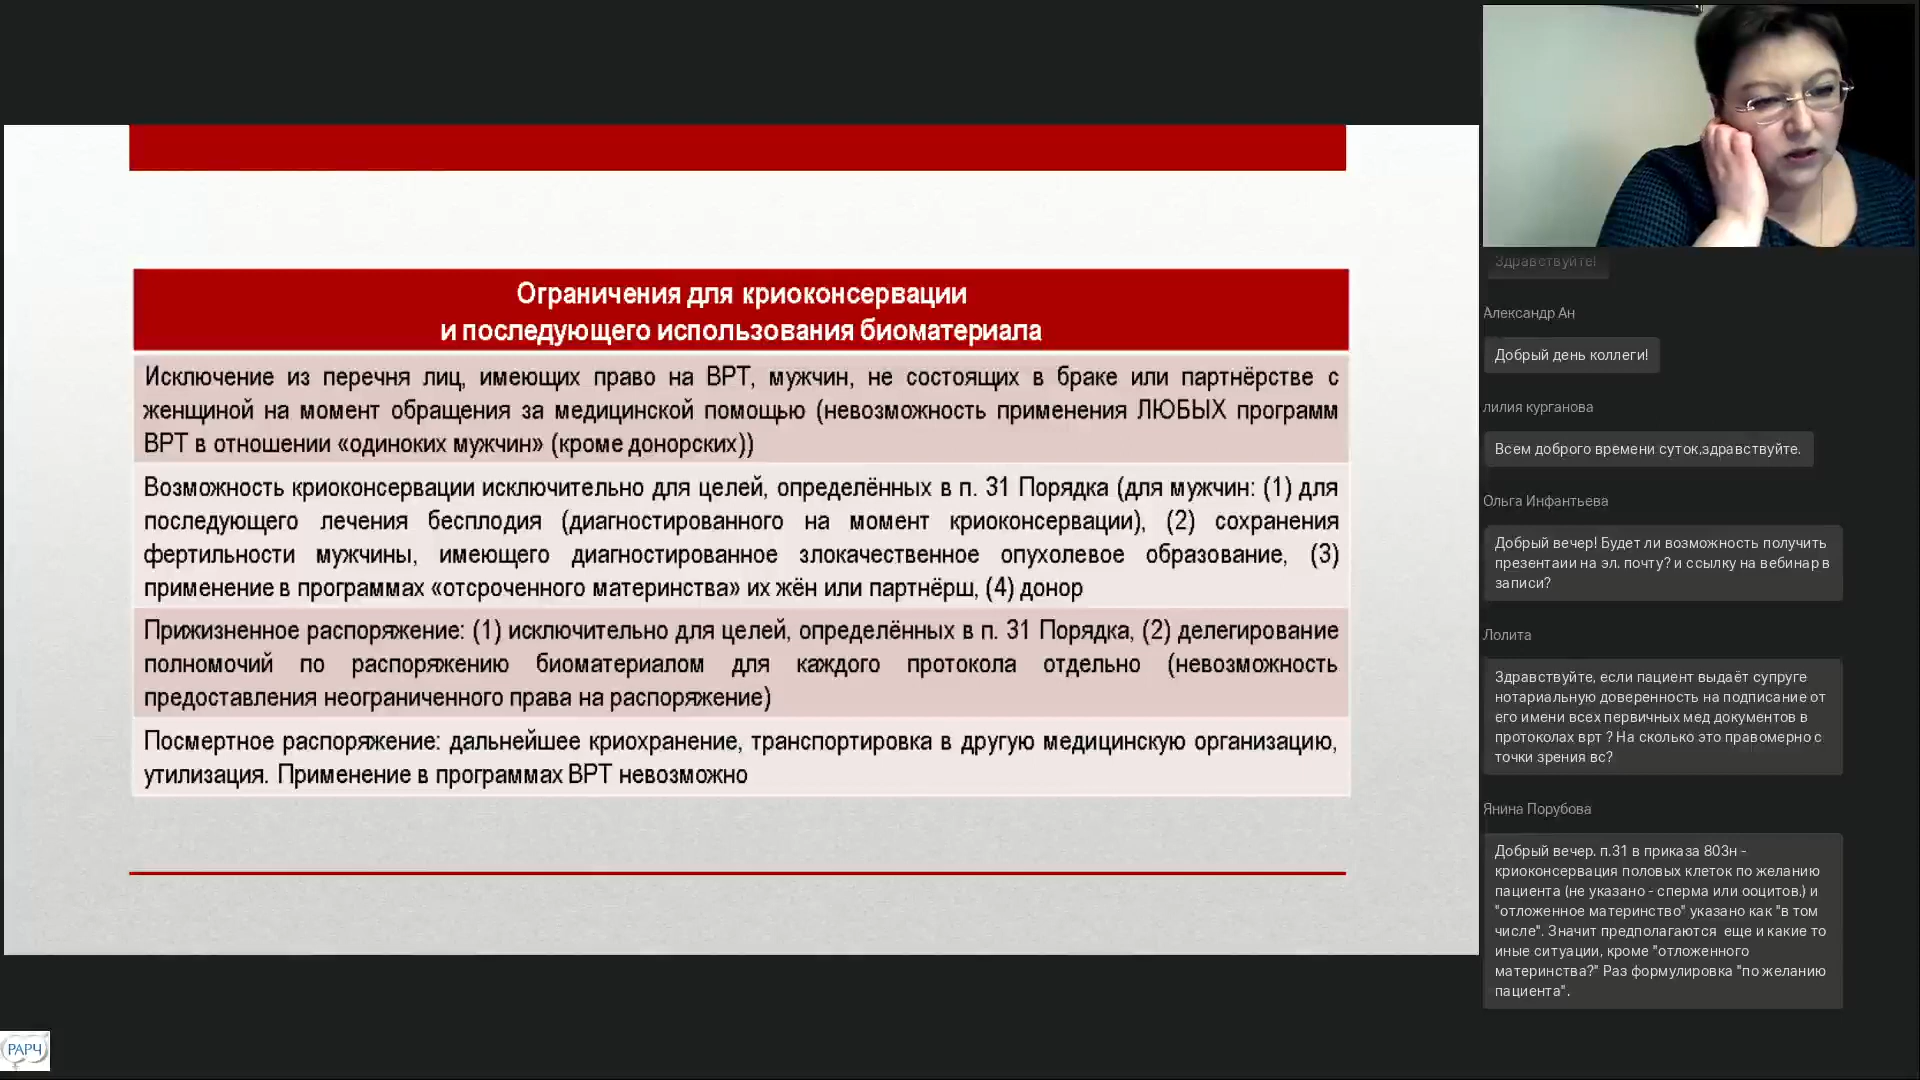 Ограничения для криоконсервации
и последующего использования биоматериала
Исключение из перечня лиц, имеющих право на ВРТ, мужчин, не состоящих в браке или партнёрстве с
женщиной на момент обращения за медицинской помощью (невозможность применения ЛЮБЫХ программ
ВРТ в отношении «одиноких мужчин» (кроме донорских))
Возможность криоконсервации исключительно для целей, определённых в п. 31 Порядка (для мужчин: (1) для
последующего лечения бесплодия (диагностированного на момент криоконсервации), (2) сохранения
фертильности мужчины, имеющего диагностированное злокачественное опухолевое образование, (3)
применение в программах «отсроченного материнства» их жён или партнёрш, (4) донор
Прижизненное распоряжение: (1) исключительно для целей, определённых в п. 31 Порядка, (2) делегирование
полномочий по распоряжению биоматериалом для каждого протокола отдельно (невозможность
предоставления неограниченного права на распоряжение)
Посмертное распоряжение: дальнейшее криохранение, транспортировка в другую медицинскую организацию,
утилизация. Применение в программах ВРТ невозможно
РАРЧ
Здравствуйте!
Александр Ан
Добрый день коллеги!
лилия курганова
Всем доброго времени суток,здравствуйте.
Ольга Инфантьева
Добрый вечер! Будет ли возможность получить
презентаии на эл. почту? и ссылку на вебинар в
записи?
Лолита
Здравствуйте, если пациент выдаёт супруге
нотариальную доверенность на подписание от
его имени всех первичных мед документов в
протоколах врт ? На сколько это правомерно с
точки зрения вс?
Янина Порубова
Добрый вечер. п.31 в приказа 803н -
криоконсервация половых клеток по желанию
пациента (не указано - сперма или ооцитов,) и
"отложенное материнство" указано как "в том
числе". Значит предполагаются  еще и какие то
иные ситуации, кроме "отложенного
материнства?" Раз формулировка "по желанию
пациента".